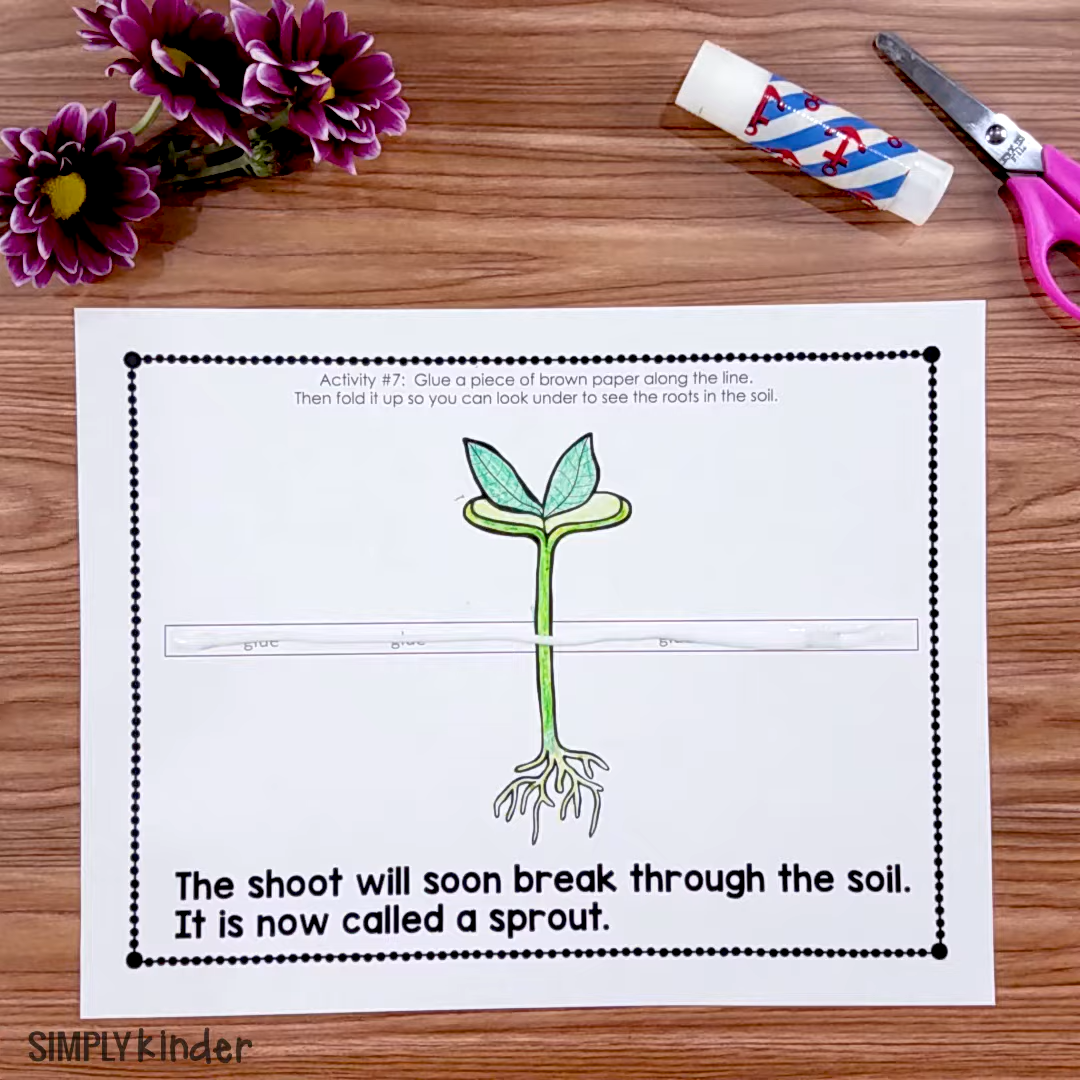 Activity #7: Glue a piece of brown paper along the line.
Then fold it up so you can look under to see the roots in the soil.
glue glue
The shoot will soon break through the soil.
It is now called a sprout.
SIMPLY kinder